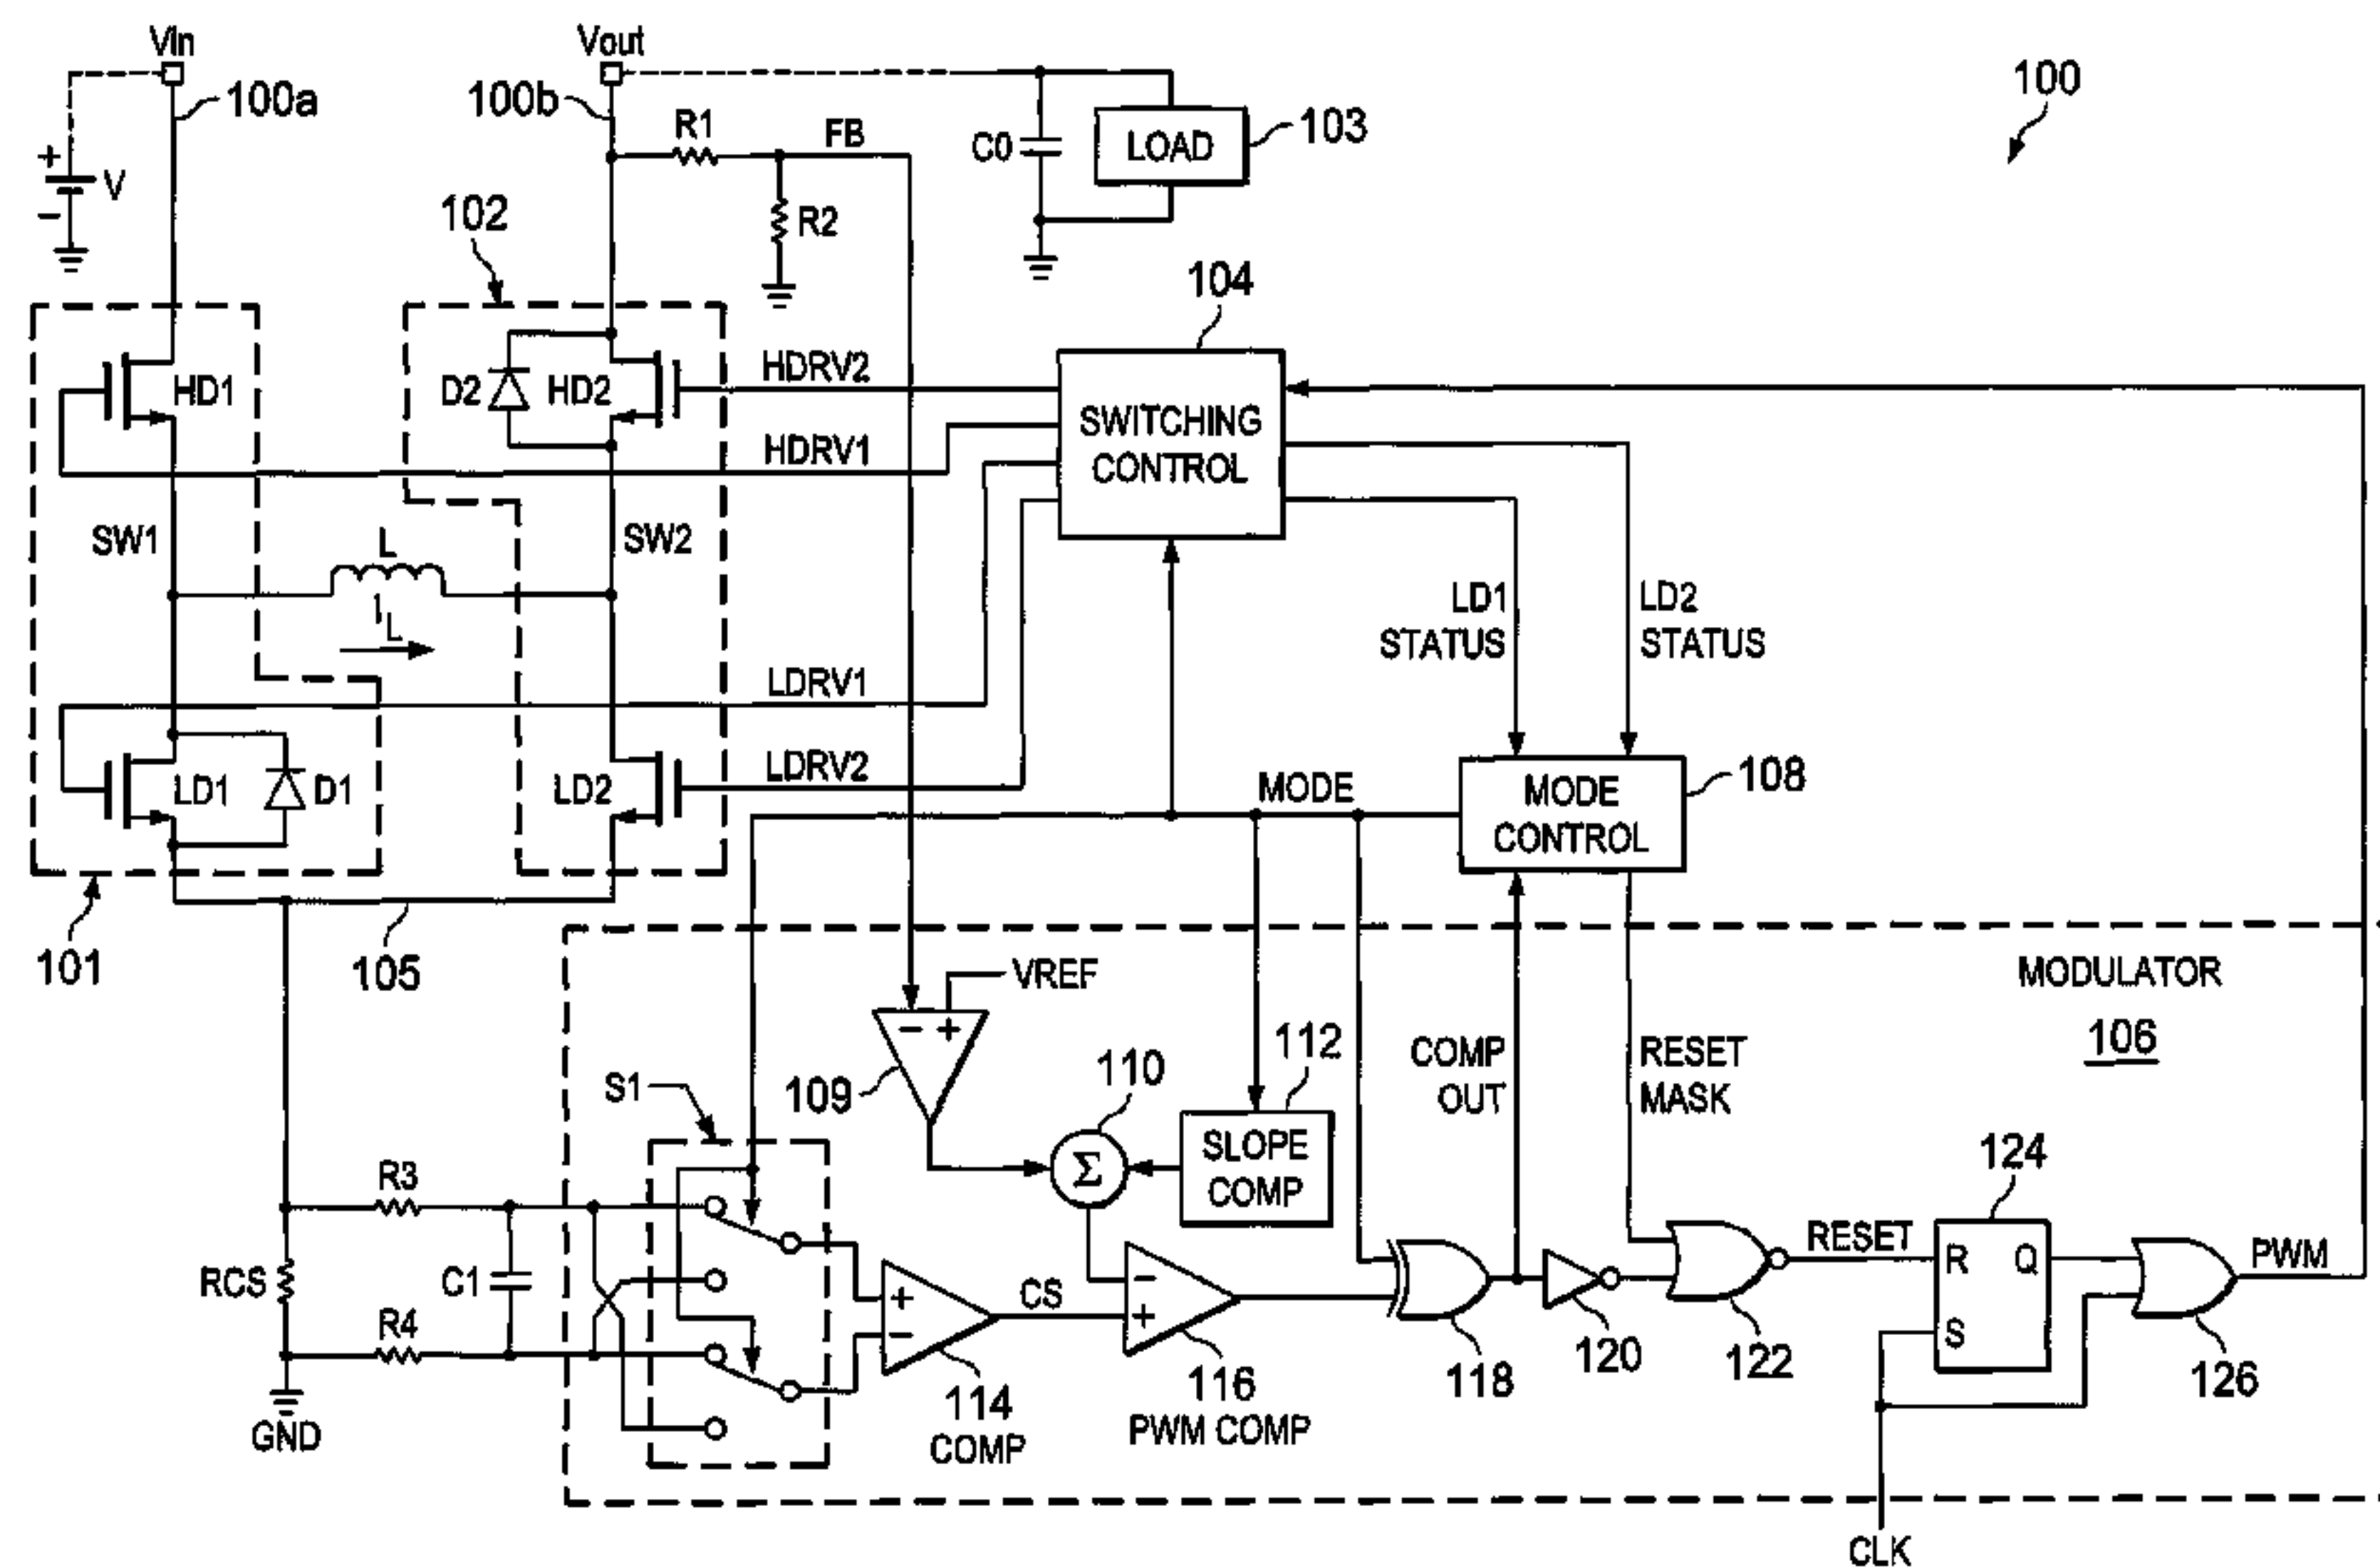 VIn
Vout
100
100a
100b
R1
FB
C0
LOAD
103
+
V
−
102
R2
104
HD1
D2
HD2
HDRV2
SWITCHING
CONTROL
HDRV1
SW1
L
SW2
IL
LD1
STATUS
LD2
STATUS
LDRV1
LD1
D1
LD2
LDRV2
MODE
MODE
CONTROL
108
101
105
MODULATOR
106
VREF
− +
109
110
112
COMP
OUT
RESET
MASK
S1
Σ
SLOPE
COMP
124
R3
RCS
C1
R4
GND
+
−
CS
−
+
RESET
R
Q
S
PWM
114
COMP
116
PWM COMP
118
120
122
126
CLK